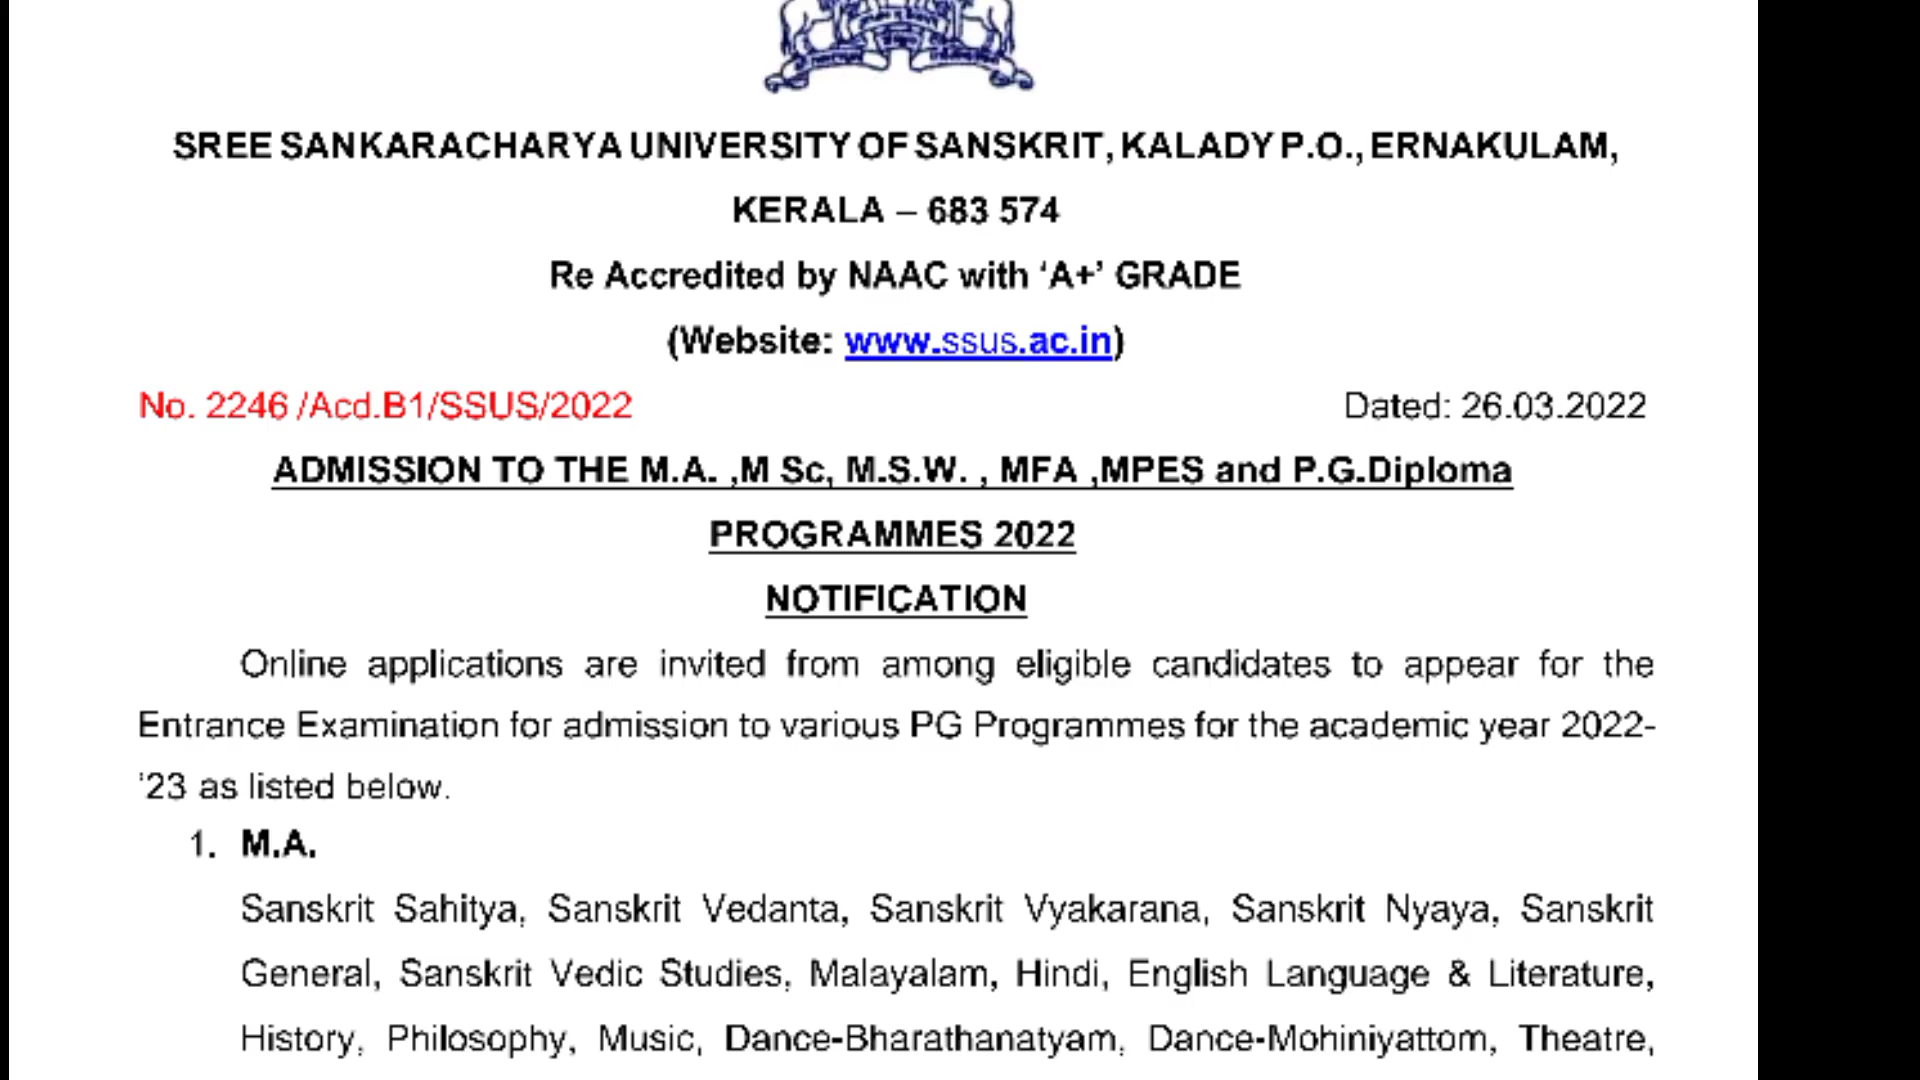 SREE SANKARACHARYA UNIVERSITY OF SANSKRIT, KALADY P.O., ERNAKULAM,
KERALA – 683 574
Re Accredited by NAAC with ‘A+’ GRADE
(Website: www.ssus.ac.in)
No. 2246 /Acd.B1/SSUS/2022 Dated: 26.03.2022
ADMISSION TO THE M.A. ,M Sc, M.S.W. , MFA ,MPES and P.G.Diploma
PROGRAMMES 2022
NOTIFICATION
Online applications are invited from among eligible candidates to appear for the
Entrance Examination for admission to various PG Programmes for the academic year 2022-
’23 as listed below.
1. M.A.
Sanskrit Sahitya, Sanskrit Vedanta, Sanskrit Vyakarana, Sanskrit Nyaya, Sanskrit
General, Sanskrit Vedic Studies, Malayalam, Hindi, English Language & Literature,
History, Philosophy, Music, Dance-Bharathanatyam, Dance-Mohiniyattom, Theatre,